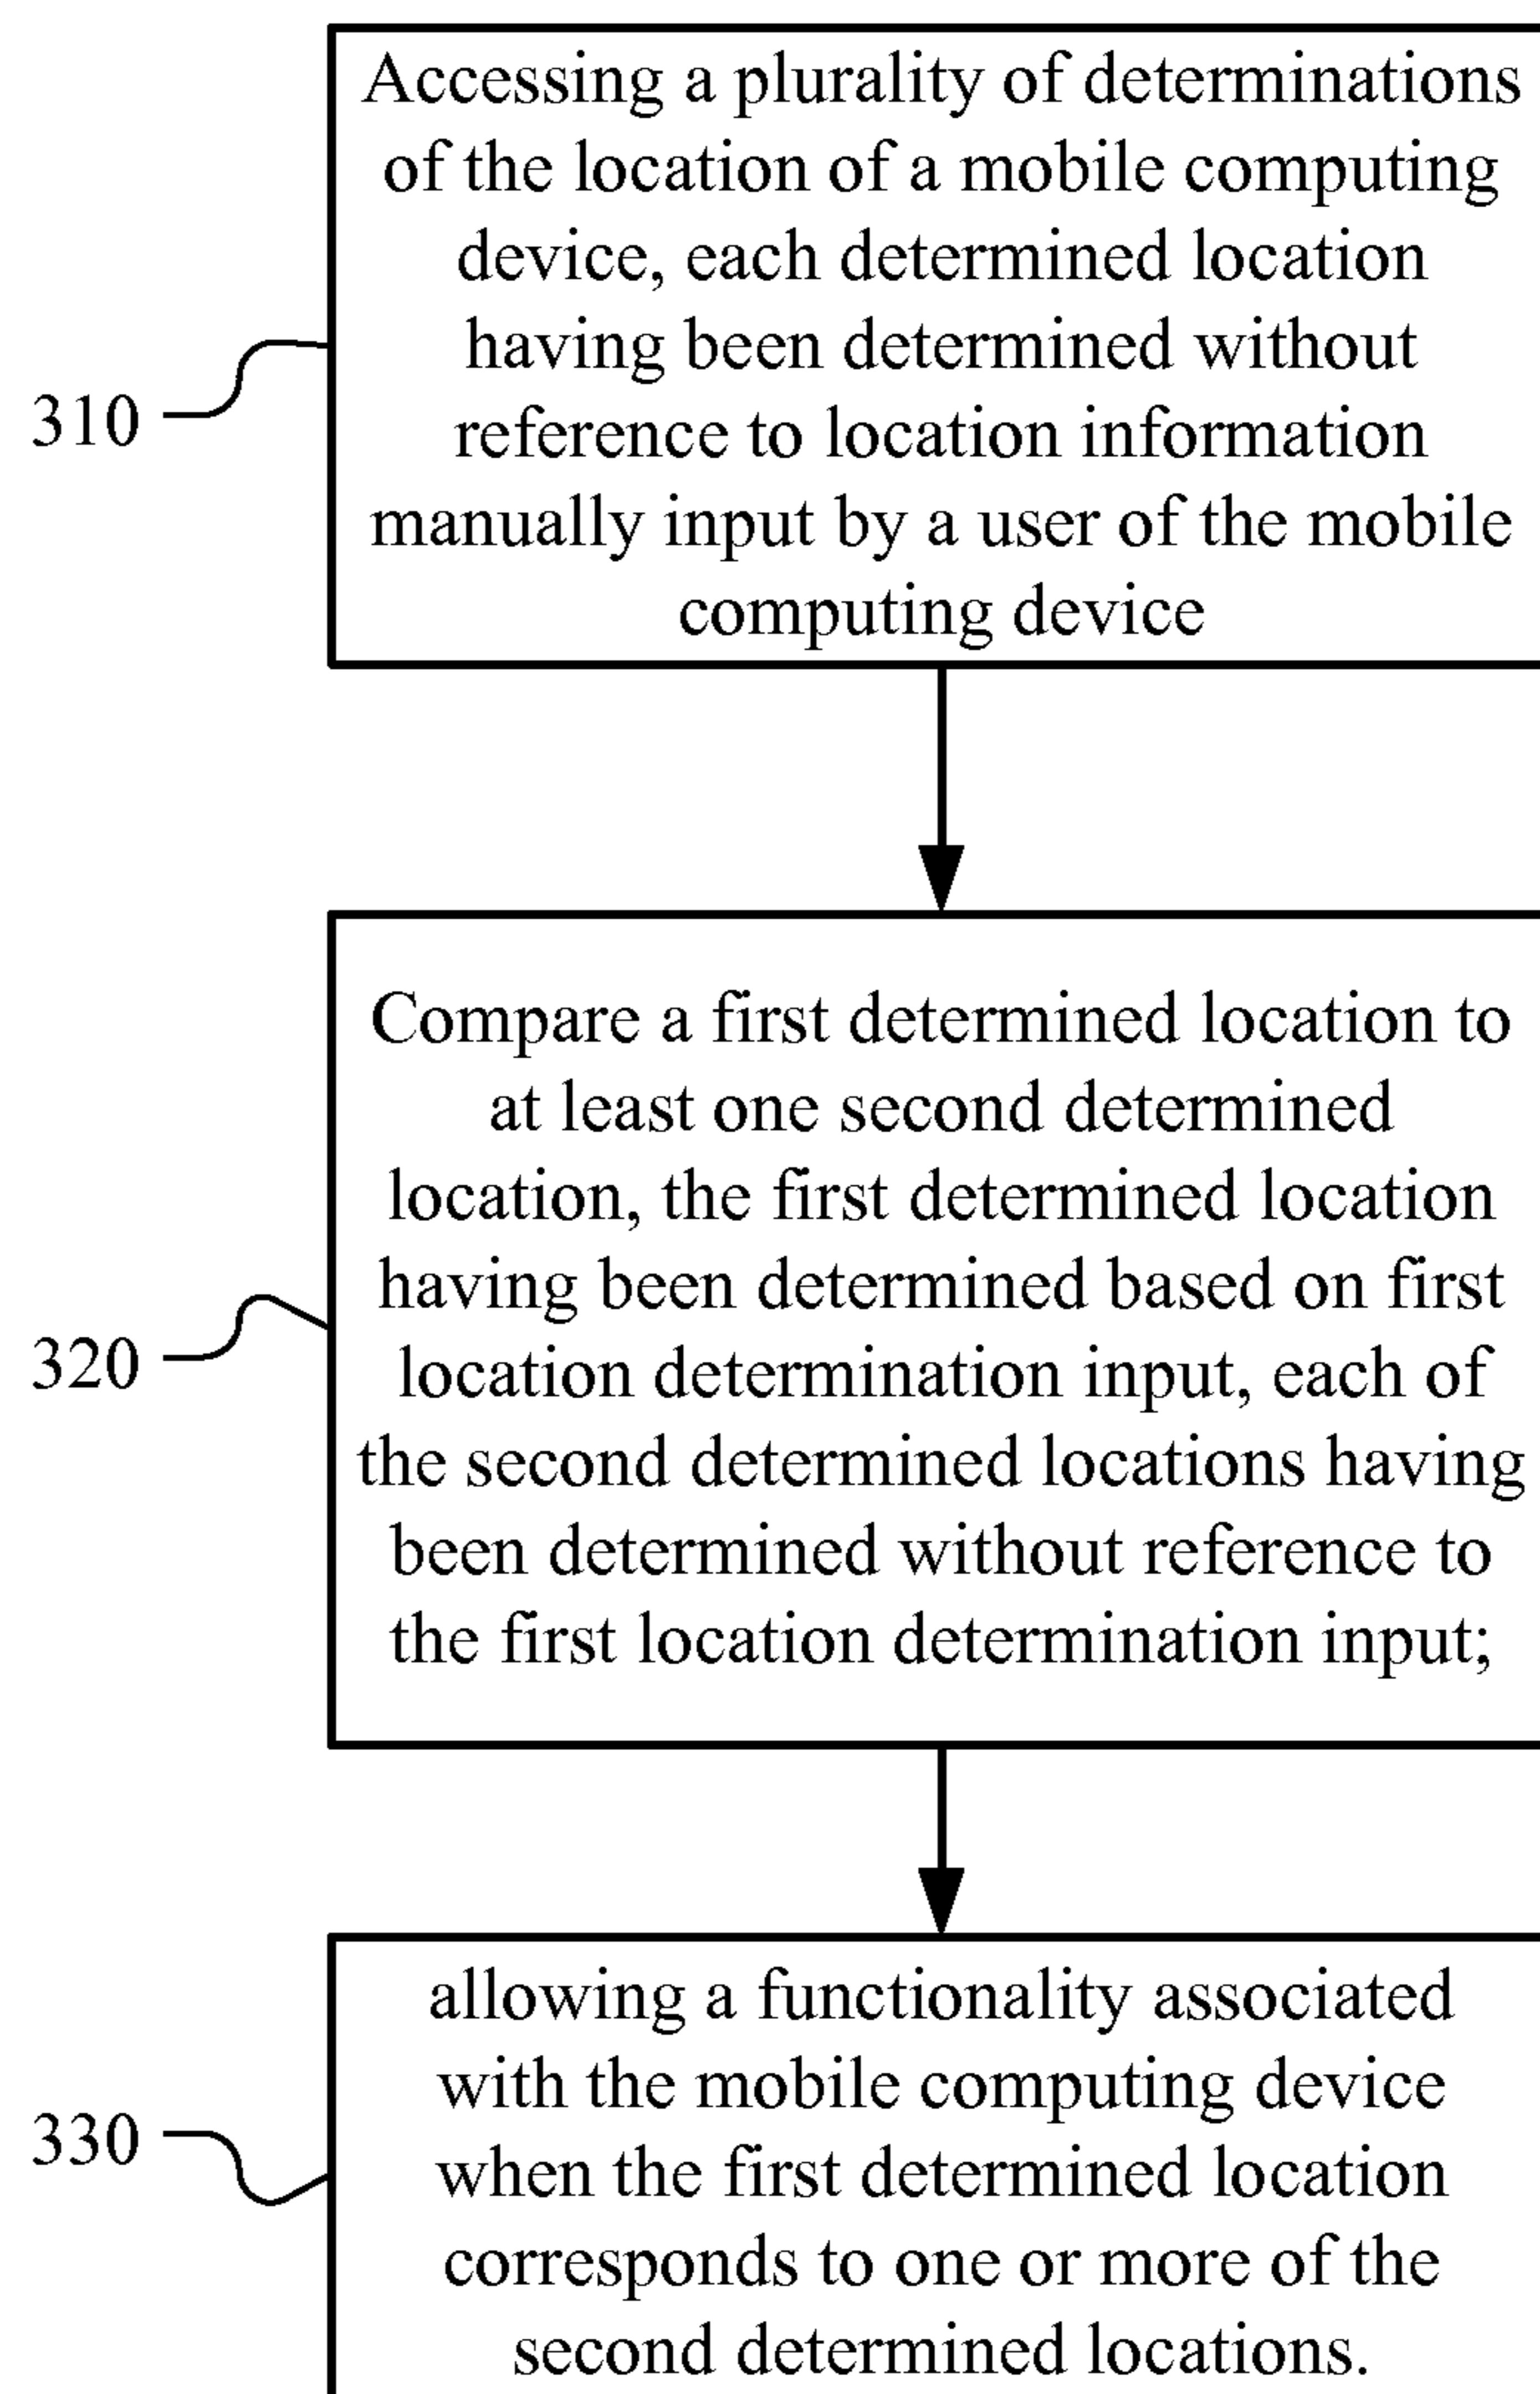 Accessing a plurality of determinations
of the location of a mobile computing
device, each determined location
having been determined without
reference to location information
manually input by a user of the mobile
computing device
310
Compare a first determined location to
at least one second determined
location, the first determined location
having been determined based on first
location determination input, each of
the second determined locations having
been determined without reference to
the first location determination input;
320
allowing a functionality associated
with the mobile computing device
when the first determined location
corresponds to one or more of the
second determined locations.
330